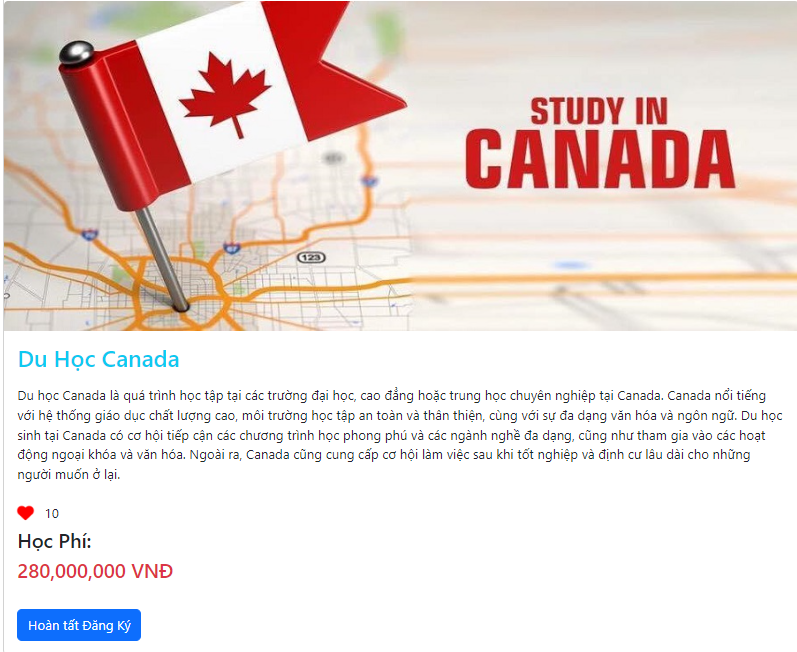 STUDY IN
CANADA
123
Du Học Canada
Du học Canada là quá trình học tập tại các trường đại học, cao đẳng hoặc trung học chuyên nghiệp tại Canada. Canada nổi tiếng
với hệ thống giáo dục chất lượng cao, môi trường học tập an toàn và thân thiện, cùng với sự đa dạng văn hóa và ngôn ngữ. Du học
sinh tại Canada có cơ hội tiếp cận các chương trình học phong phú và các ngành nghề đa dạng, cũng như tham gia vào các hoạt
động ngoại khóa và văn hóa. Ngoài ra, Canada cũng cung cấp cơ hội làm việc sau khi tốt nghiệp và định cư lâu dài cho những
người muốn ở lại.
10
Học Phí:
280,000,000 VNĐ
Hoàn tất Đăng Ký